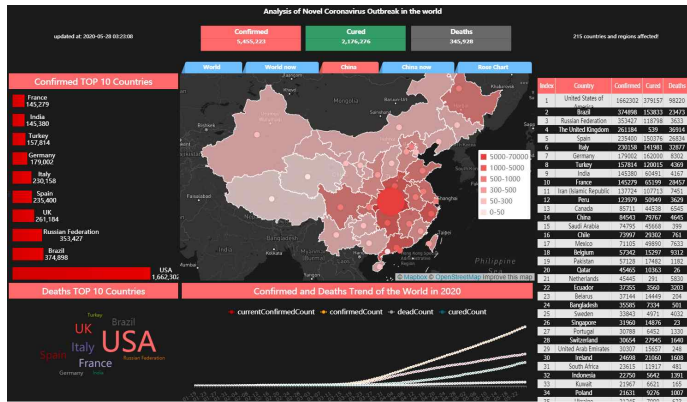 Analysis of Novel Coronavirus Outbreak in the world
updated at: 2020-05-28 03:23:08
Confirmed
5,455,223
Cured
2,176,276
Deaths
345,928
215 countries and regions affected!
World
World now
China
China now
Rose Chart
Confirmed TOP 10 Countries
France
145,279
India
145,380
Turkey
157,814
Germany
179,002
Italy
230,158
Spain
235,400
UK
261,184
Russian Federation
353,427
Brazil
374,898
USA
1,662,302
Mongolia
Bishkek
India
Shanghai
Taipei
Philippine
5000-70000
1000-5000
500-1000
300-500
50-300
0-50
© Mapbox © OpenStreetMap Improve this map
Deaths TOP 10 Countries
Turkey
UK
Brazil
USA
Italy
Spain
Russian Federation
France
Germany
India
Confirmed and Deaths Trend of the World in 2020
currentConfirmedCount
confirmedCount
deadCount
curedCount
Index Country Confirmed Cured Deaths
1 United States of America 1662302 379157 98220
2 Brazil 374898 153833 23473
3 Russian Federation 353427 118798 3633
4 The United Kingdom 261184 539 36914
5 Spain 235400 150376 26834
6 Italy 230158 141981 32877
7 Germany 179002 162000 8302
8 Turkey 157814 120015 4369
9 India 145380 60491 4167
10 France 145279 65199 28457
11 Iran (Islamic Republic 137724 107713 7451
12 Peru 123979 50949 3629
13 Canada 85711 44538 6545
14 China 84543 79767 4645
15 Saudi Arabia 74795 45668 399
16 Chile 73997 29302 761
17 Mexico 71105 49890 7633
18 Belgium 57342 15297 9312
19 Pakistan 57128 17482 1182
20 Qatar 45465 10363 26
21 Netherlands 45445 291 5830
22 Ecuador 37355 3560 3203
23 Belarus 37144 14449 204
24 Bangladesh 35585 7334 501
25 Sweden 33843 4971 4032
26 Singapore 31960 14876 23
27 Portugal 30788 6452 1330
28 Switzerland 30654 27945 1640
29 United Arab Emirates 30307 15657 248
30 Ireland 24698 21060 1608
31 South Africa 23615 11917 481
32 Indonesia 22750 5642 1391
33 Kuwait 21967 6621 165
34 Poland 21631 9276 1007